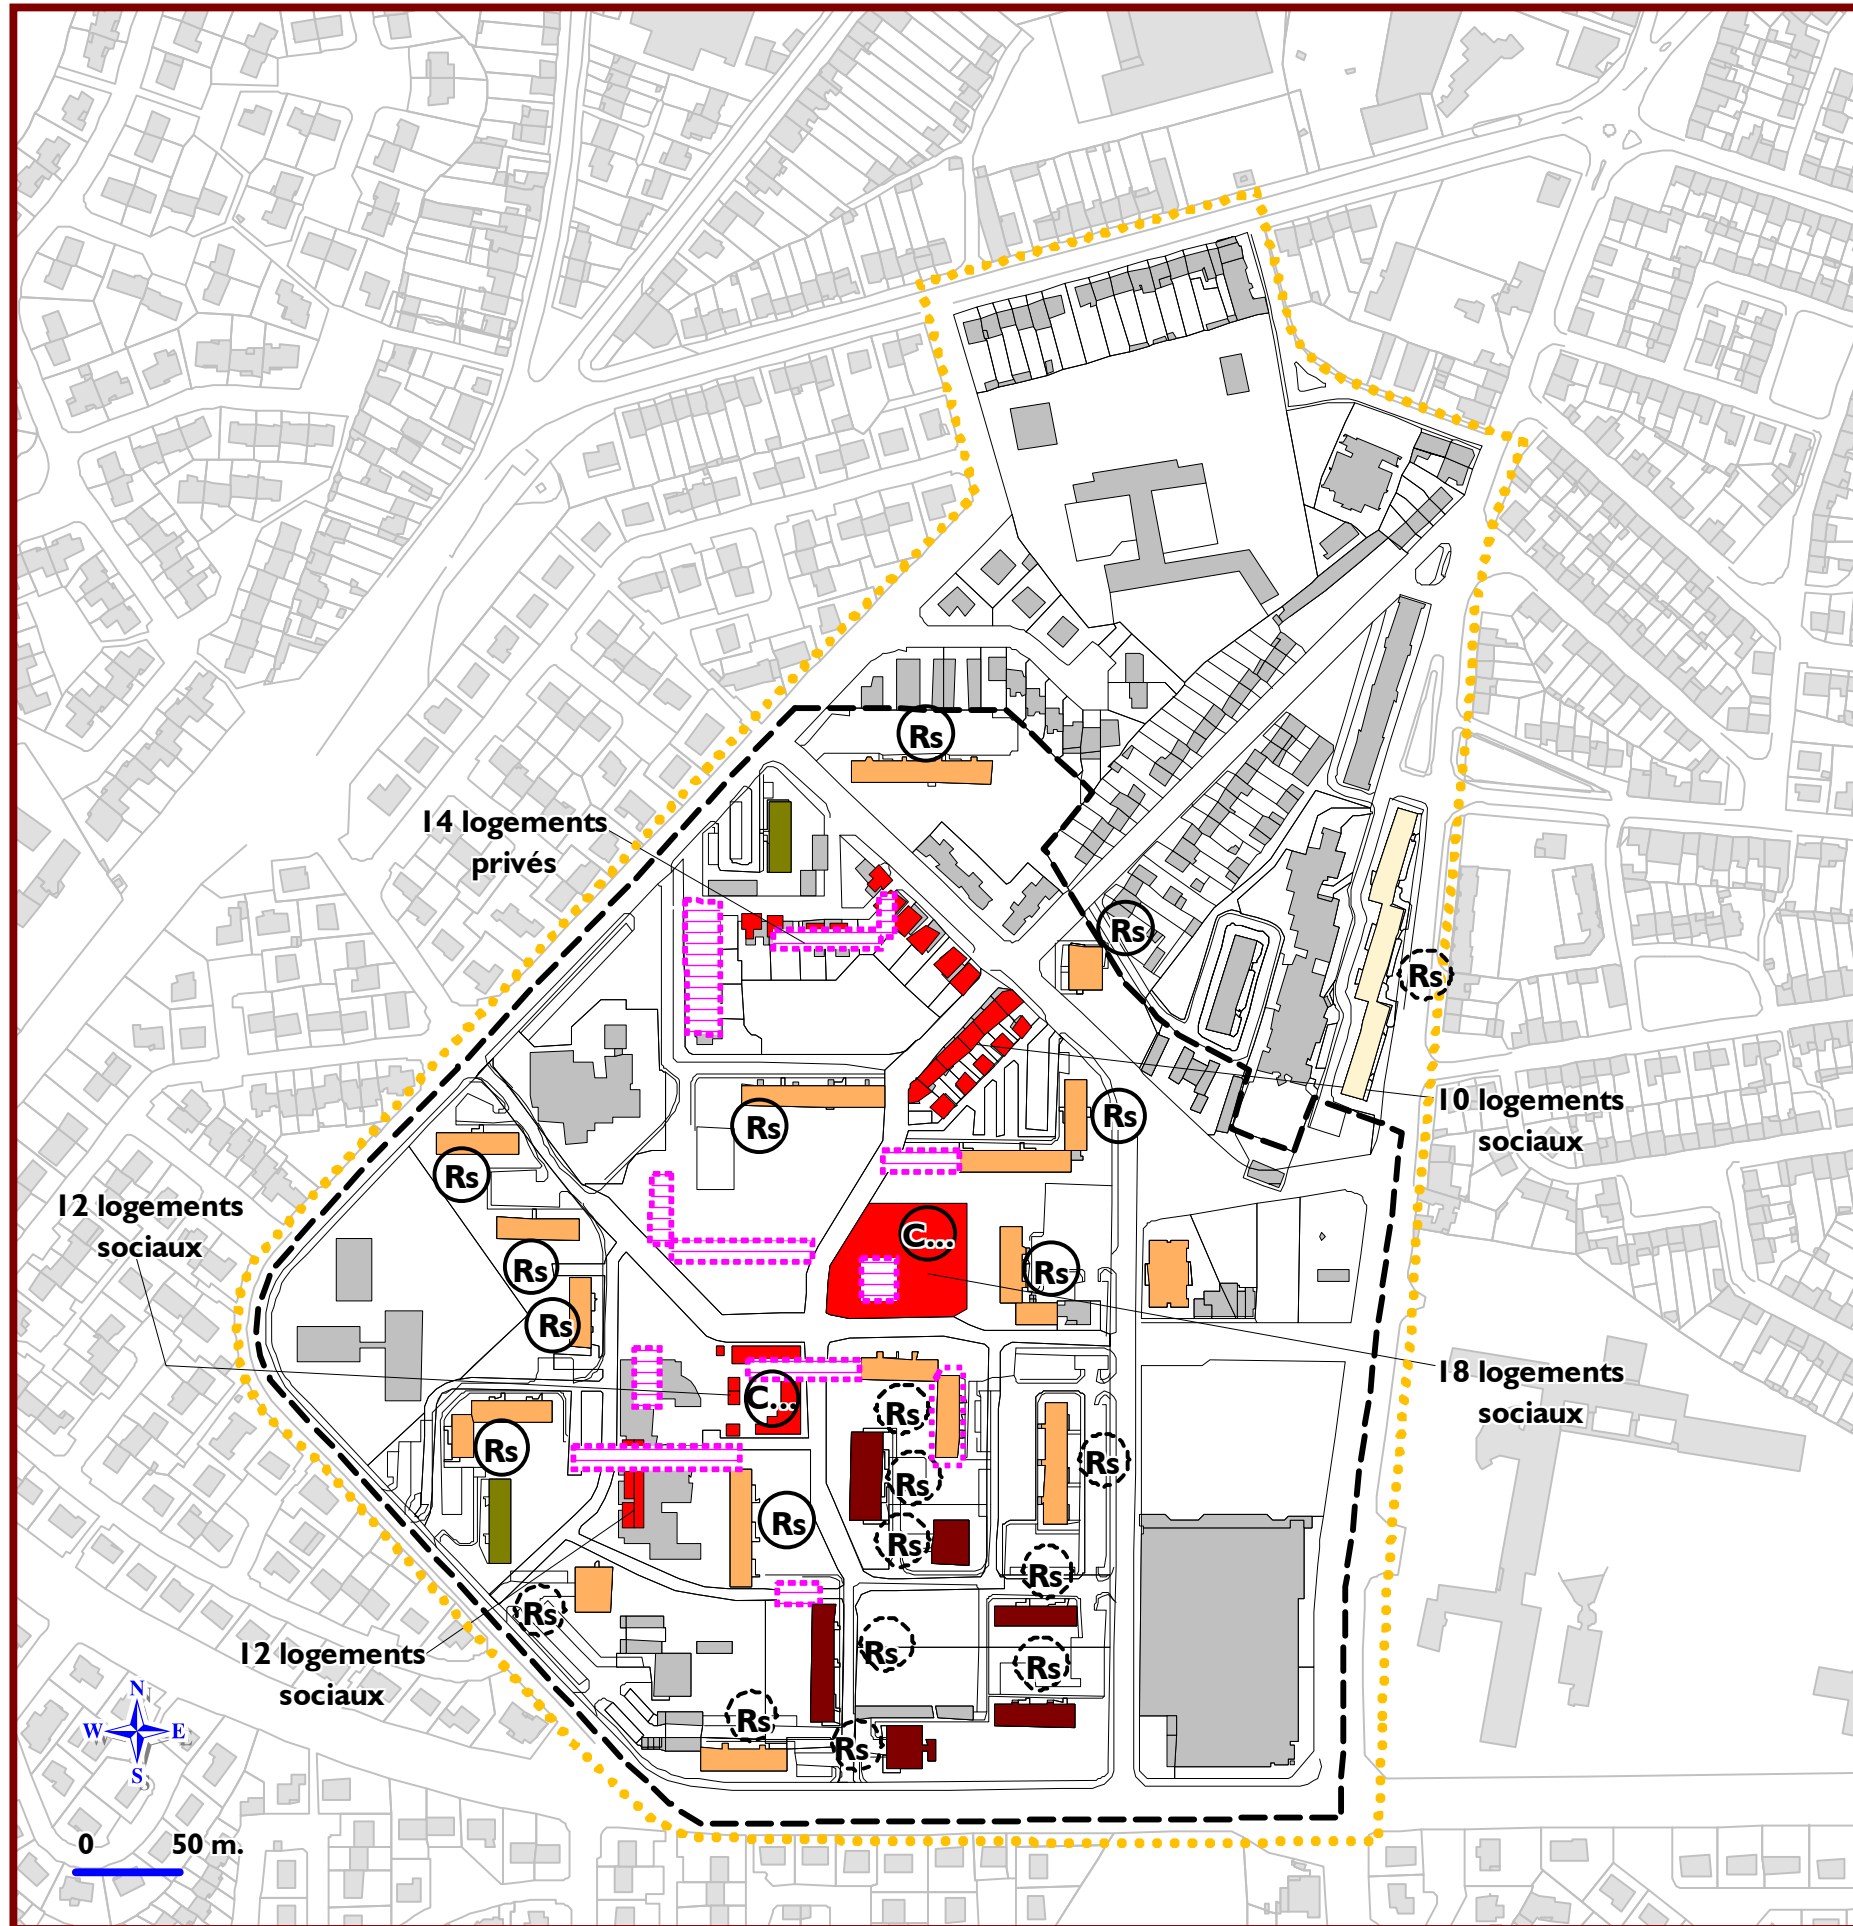 Rs
14 logements
privés
Rs
Rs
10 logements
sociaux
Rs
Rs
Rs
12 logements
sociaux
C...
Rs
Rs
Rs
18 logements
sociaux
C...
Rs
Rs
Rs
Rs
Rs
Rs
Rs
Rs
Rs
12 logements
sociaux
Rs
Rs
N
W E
S
Rs
Rs
0 50 m.